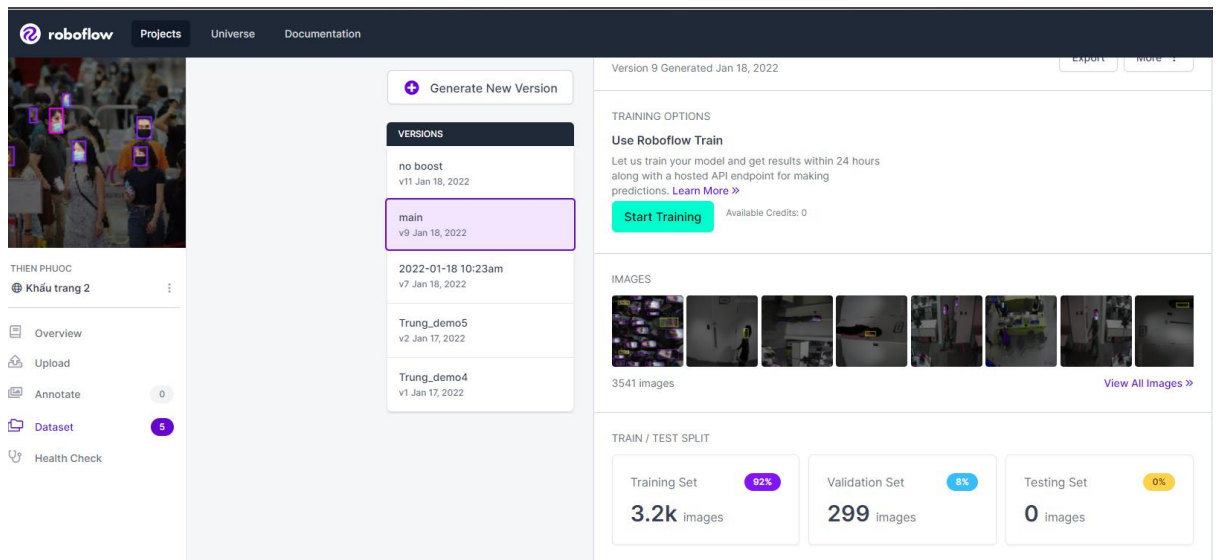 roboflow Projects Universe Documentation
Generate New Version
VERSIONS
no boost
v11 Jan 18, 2022
main
v9 Jan 18, 2022
2022-01-18 10:23am
v7 Jan 18, 2022
Trung_demo5
v2 Jan 17, 2022
Trung_demo4
v1 Jan 17, 2022
THIEN PHUOC
Khẩu trang 2
Overview
Upload
Annotate 0
Dataset 5
Health Check
Version 9 Generated Jan 18, 2022
Export More
TRAINING OPTIONS
Use Roboflow Train
Let us train your model and get results within 24 hours
along with a hosted API endpoint for making
predictions. Learn More »
Start Training Available Credits: 0
IMAGES
3541 images View All Images »
TRAIN / TEST SPLIT
Training Set 92%
3.2k images
Validation Set 8%
299 images
Testing Set 0%
0 images